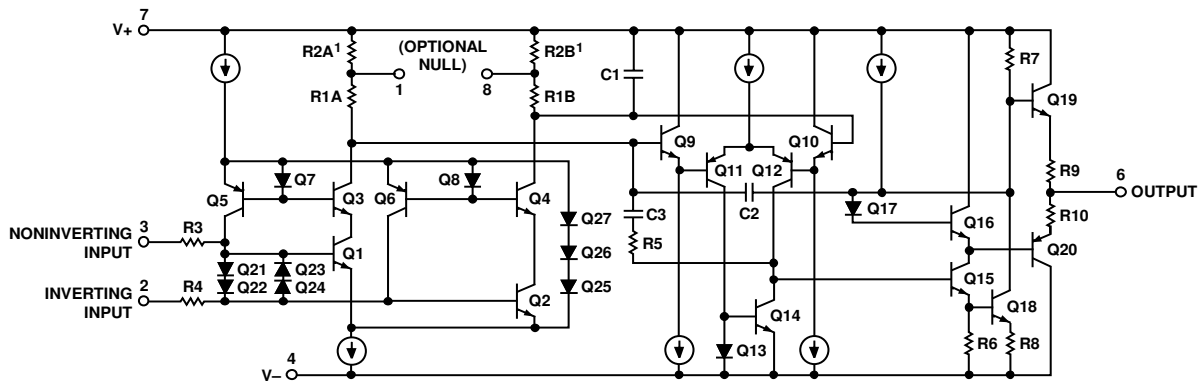 7
V+
R2A1
(OPTIONAL
NULL)
R2B1
1
8
R1A
R1B
C1
R7
Q19
Q9
Q10
Q11
Q12
Q7
Q8
Q5
Q3
Q6
Q4
R9
6
OUTPUT
R10
Q17
C2
C3
Q16
Q20
Q27
3
NONINVERTING
INPUT
R3
R5
Q1
Q26
Q21
Q23
Q22
Q24
Q25
Q15
2
INVERTING
INPUT
R4
Q2
Q18
Q14
Q13
R6
R8
4
V–